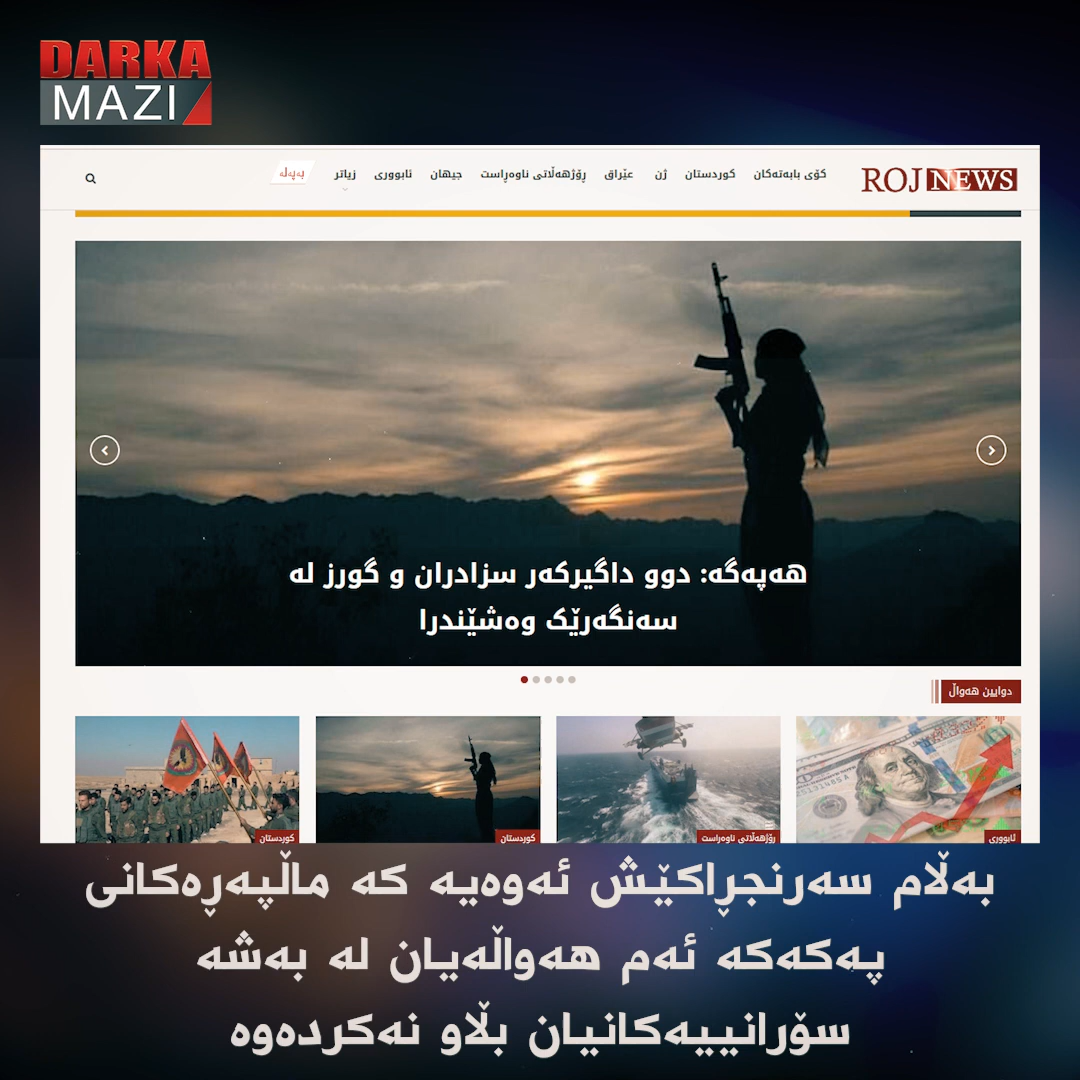 DARKA
MAZI
ROJ NEWS
کۆی بابەتەکان
کوردستان
ژن
عێراق
ڕۆژهەڵاتی ناوەڕاست
جیهان
ئابووری
زیاتر
بەپەلە
هەپەگە: دوو داگیرکەر سزادران و گورز لە
سەنگەرێک وەشێندرا
دوایین هەواڵ
کوردستان
کوردستان
ڕۆژهەڵاتی ناوەڕاست
ئابووری
بەڵام سەرنجڕاکێش ئەوەیە کە ماڵپەڕەکانی
پەکەکە ئەم هەواڵەیان لە بەشە
سۆرانییەکانیان بڵاو نەکردەوە